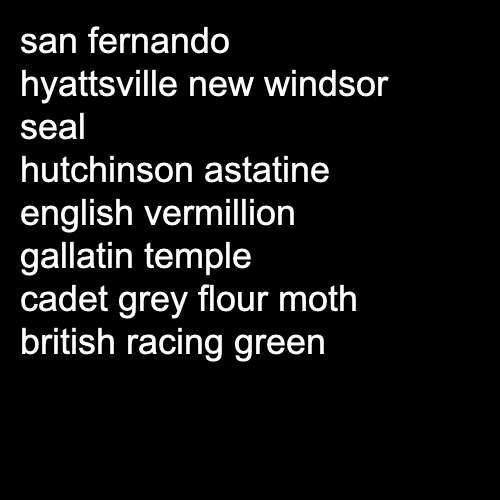 san fernando
hyattsville new windsor
seal
hutchinson astatine
english vermillion
gallatin temple
cadet grey flour moth
british racing green